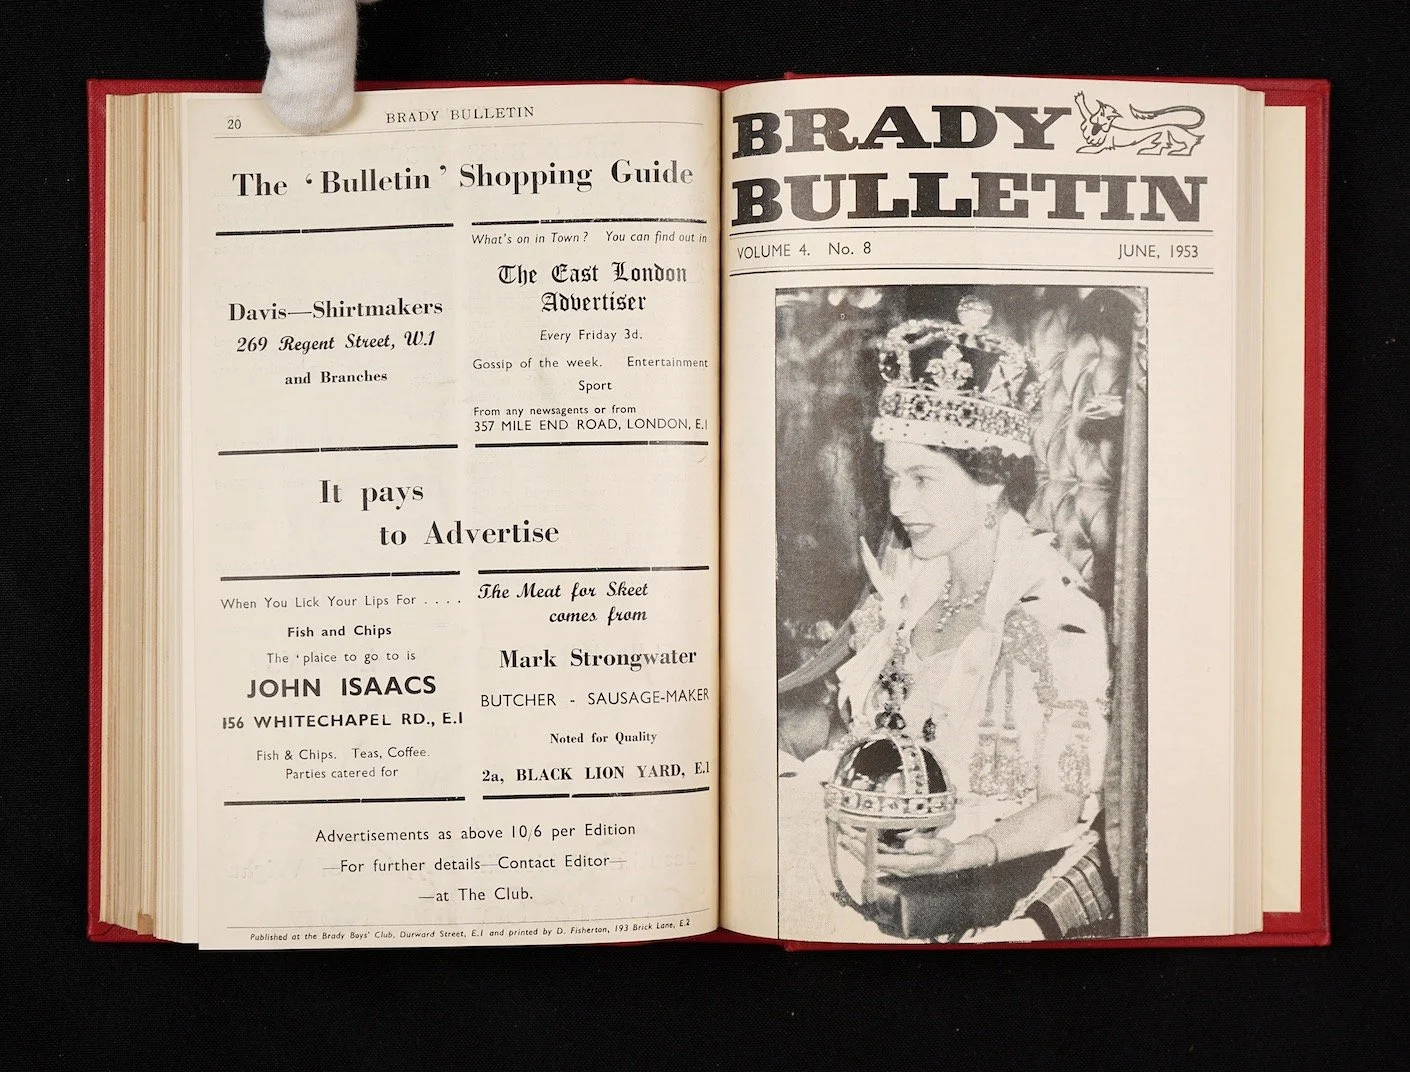 20
BRADY BULLETIN
The ‘Bulletin’ Shopping Guide
Davis—Shirtmakers
269 Regent Street, W.1
and Branches
What's on in Town? You can find out in
The East London
Advertiser
Every Friday 3d.
Gossip of the week. Entertainment
Sport
From any newsagents or from
357 MILE END ROAD, LONDON, E.1
It pays
to Advertise
When You Lick Your Lips For . . . .
Fish and Chips
The ‘plaice to go to is
JOHN ISAACS
156 WHITECHAPEL RD., E.1
Fish & Chips. Teas, Coffee.
Parties catered for
The Meat for Skeet
comes from
Mark Strongwater
BUTCHER - SAUSAGE-MAKER
Noted for Quality
2a, BLACK LION YARD, E.1
Advertisements as above 10/6 per Edition
—For further details—Contact Editor—
—at The Club.
Published at the Brady Boys' Club, Durward Street, E.1 and printed by D. Fisherton, 193 Brick Lane, E.2
BRADY
BULLETIN
VOLUME 4. No. 8
JUNE, 1953